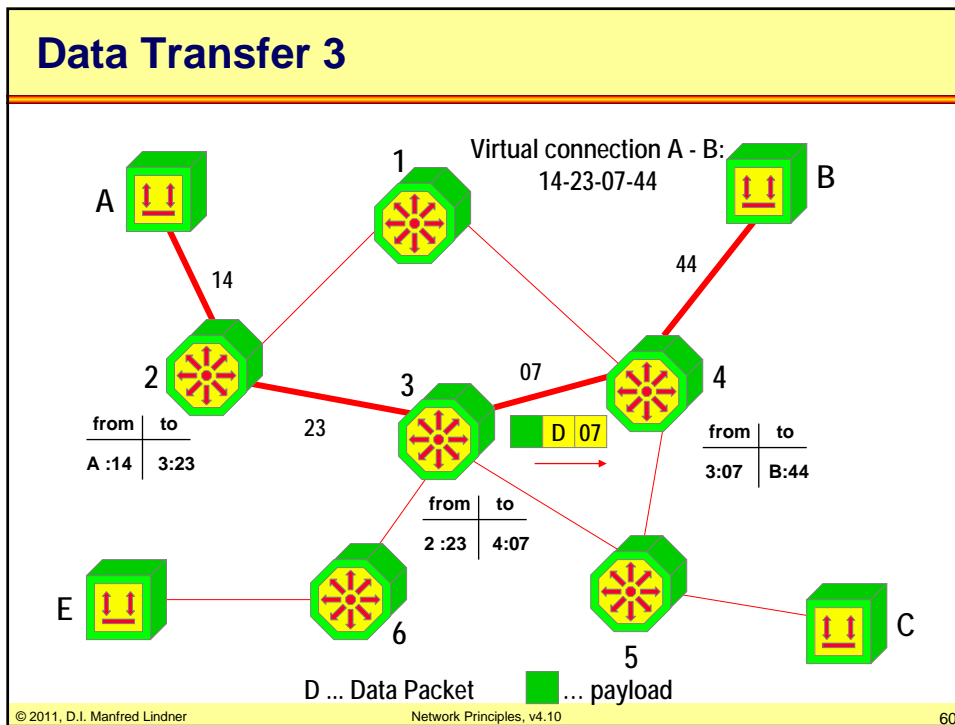 Data Transfer 3
Virtual connection A - B:
14-23-07-44
A
1
B
14
44
2
3
07
4
23
D 07
from to
A :14 3:23
from to
3:07 B:44
from to
2 :23 4:07
E
6
5
C
D ... Data Packet ... payload
© 2011, D.I. Manfred Lindner Network Principles, v4.10 60